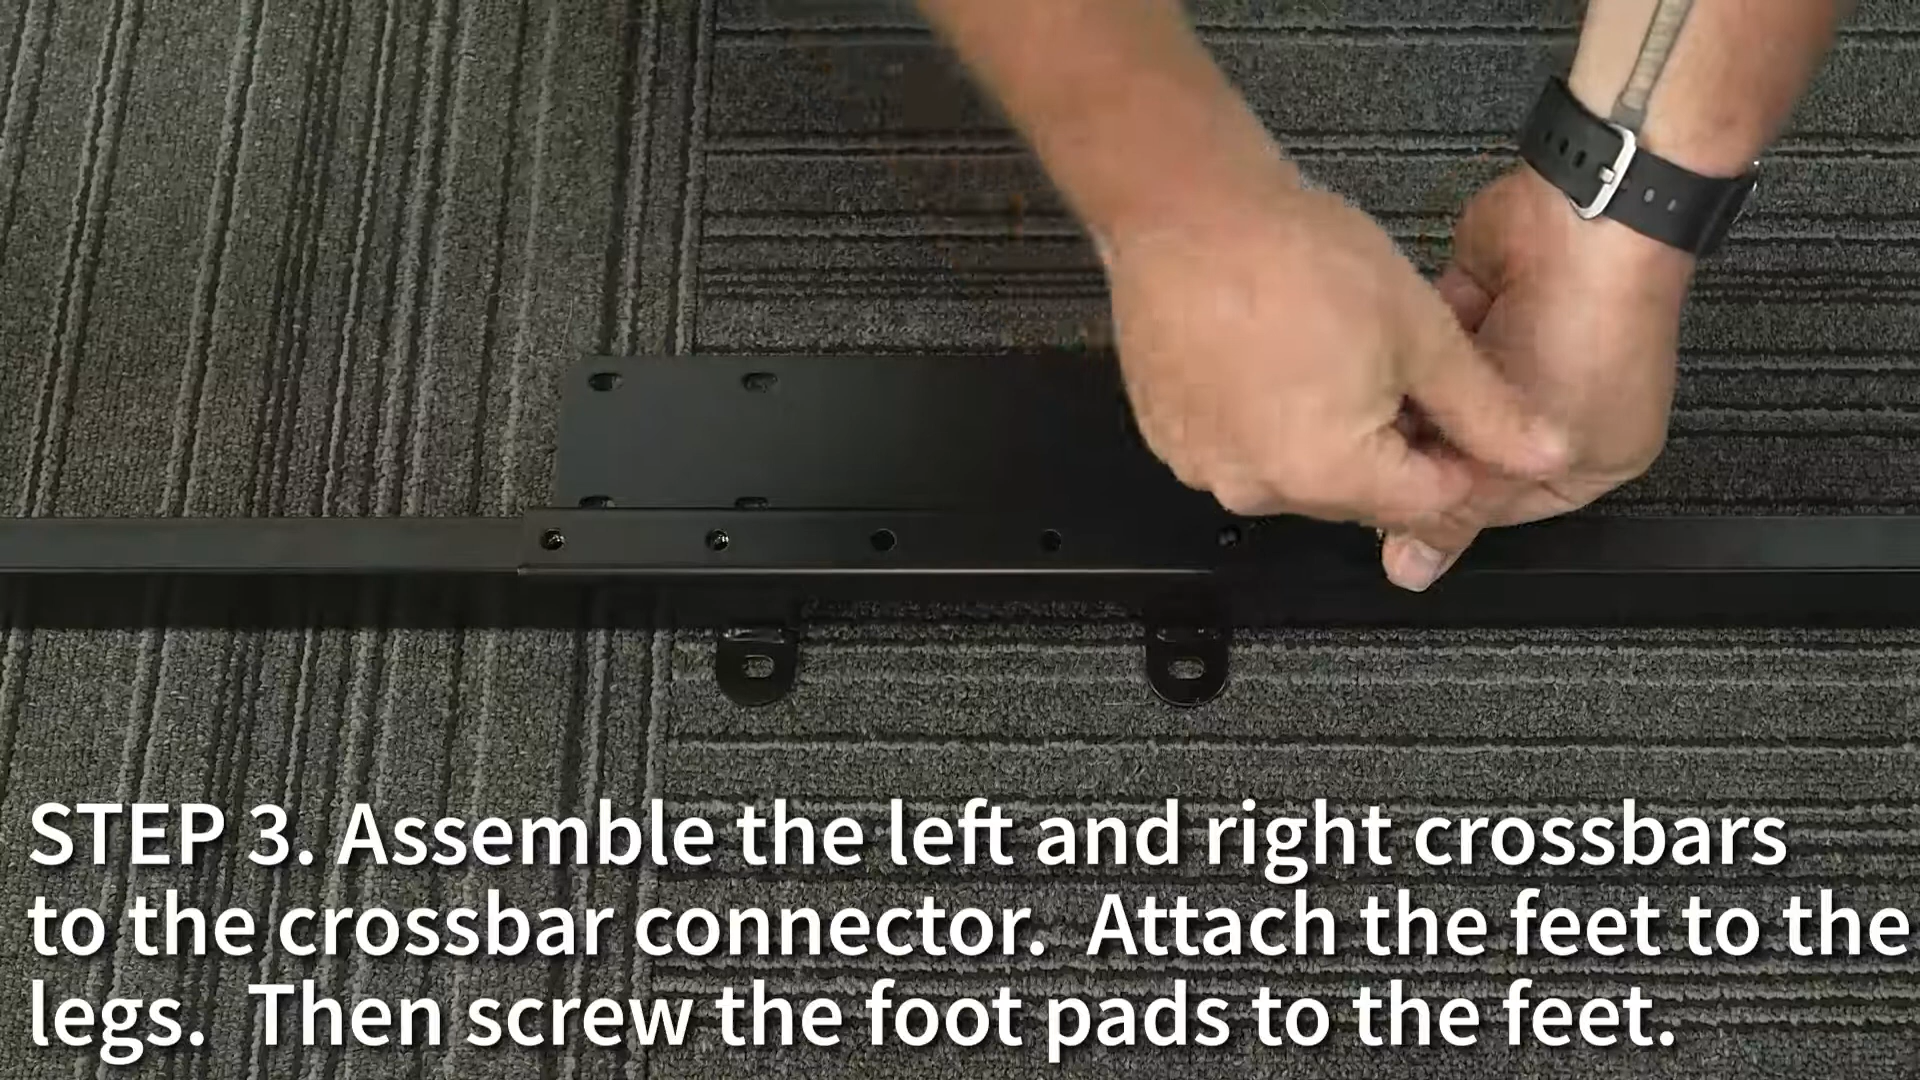 STEP 3. Assemble the left and right crossbars
to the crossbar connector.  Attach the feet to the
legs.  Then screw the foot pads to the feet.